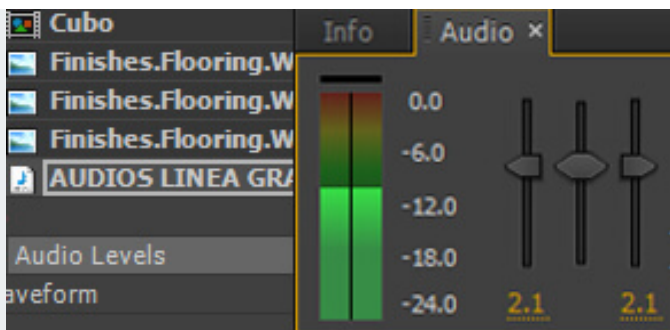 Cubo
Finishes.Flooring.W
Finishes.Flooring.W
Finishes.Flooring.W
AUDIOS LINEA GRA
Audio Levels
aveform
Info
Audio ×
0.0
-6.0
-12.0
-18.0
-24.0
2.1 2.1